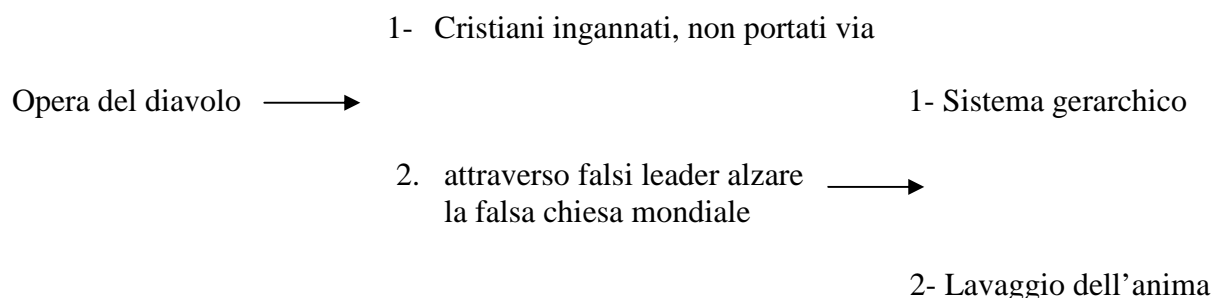 1- Cristiani ingannati, non portati via
Opera del diavolo
1- Sistema gerarchico
2. attraverso falsi leader alzare
la falsa chiesa mondiale
2- Lavaggio dell’anima